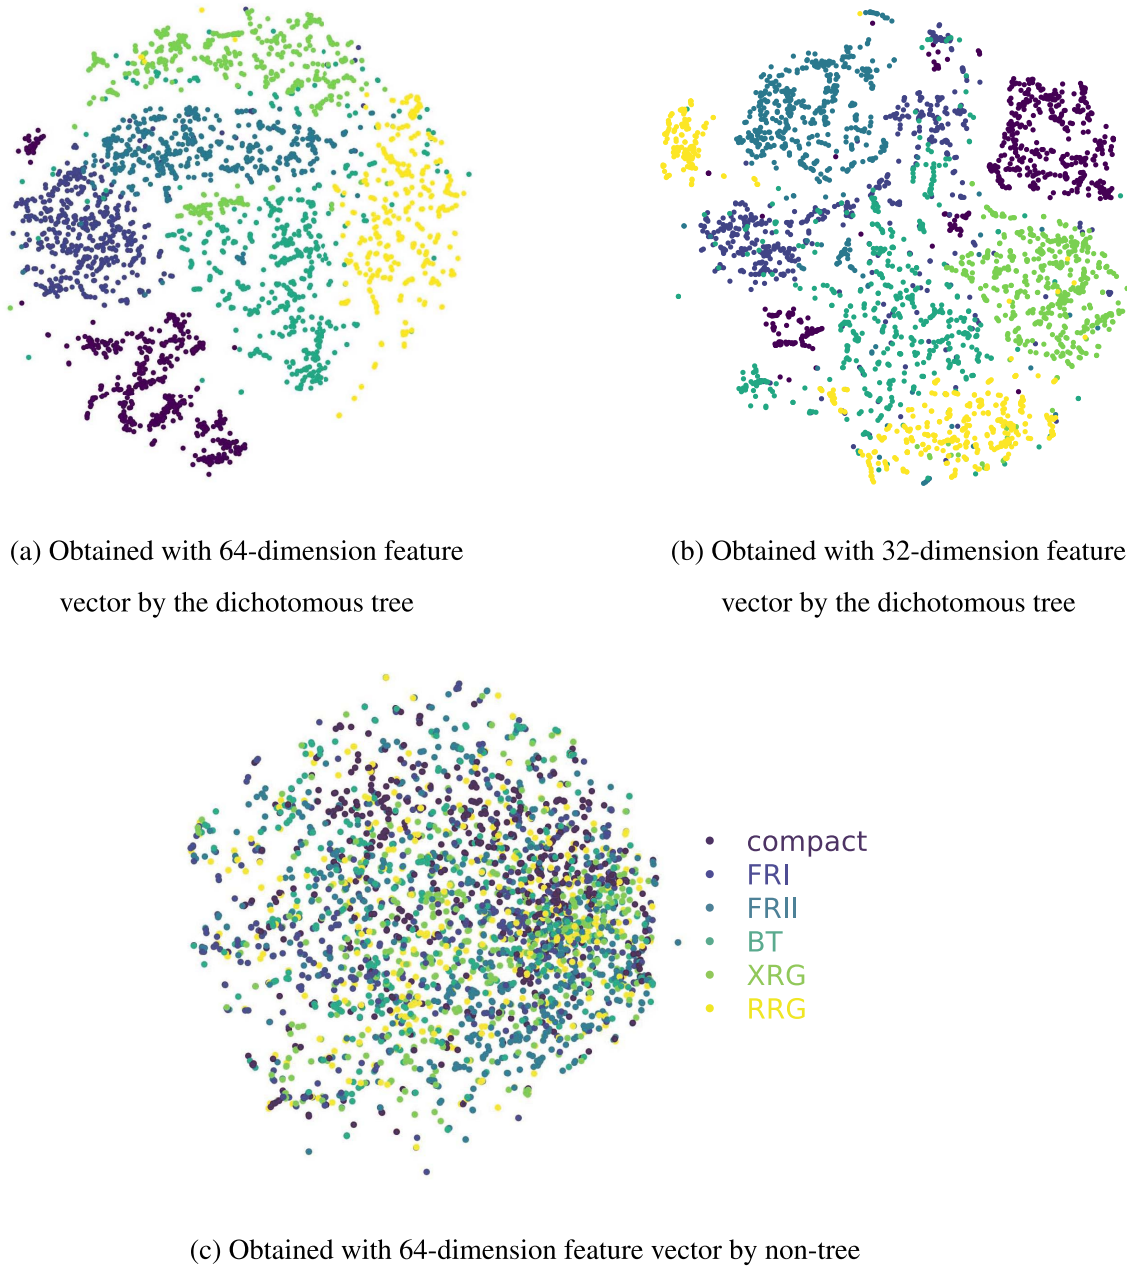 (a) Obtained with 64-dimension feature
vector by the dichotomous tree
(b) Obtained with 32-dimension feature
vector by the dichotomous tree
compact
FRI
FRII
BT
XRG
RRG
(c) Obtained with 64-dimension feature vector by non-tree